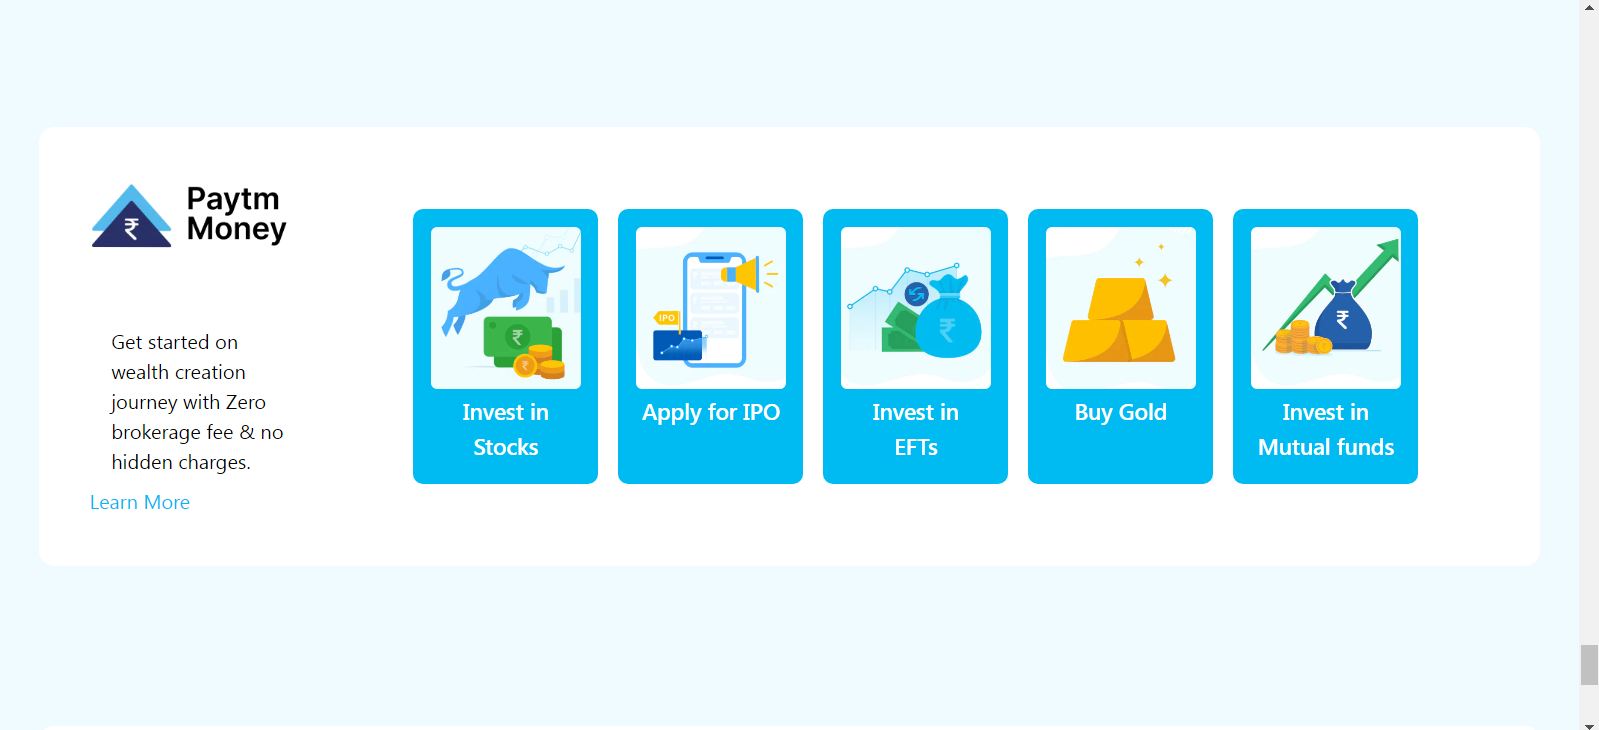 Paytm
Money
Get started on
wealth creation
journey with Zero
brokerage fee & no
hidden charges.
Learn More
Invest in
Stocks
IPO
Apply for IPO
Invest in
EFTs
Buy Gold
Invest in
Mutual funds